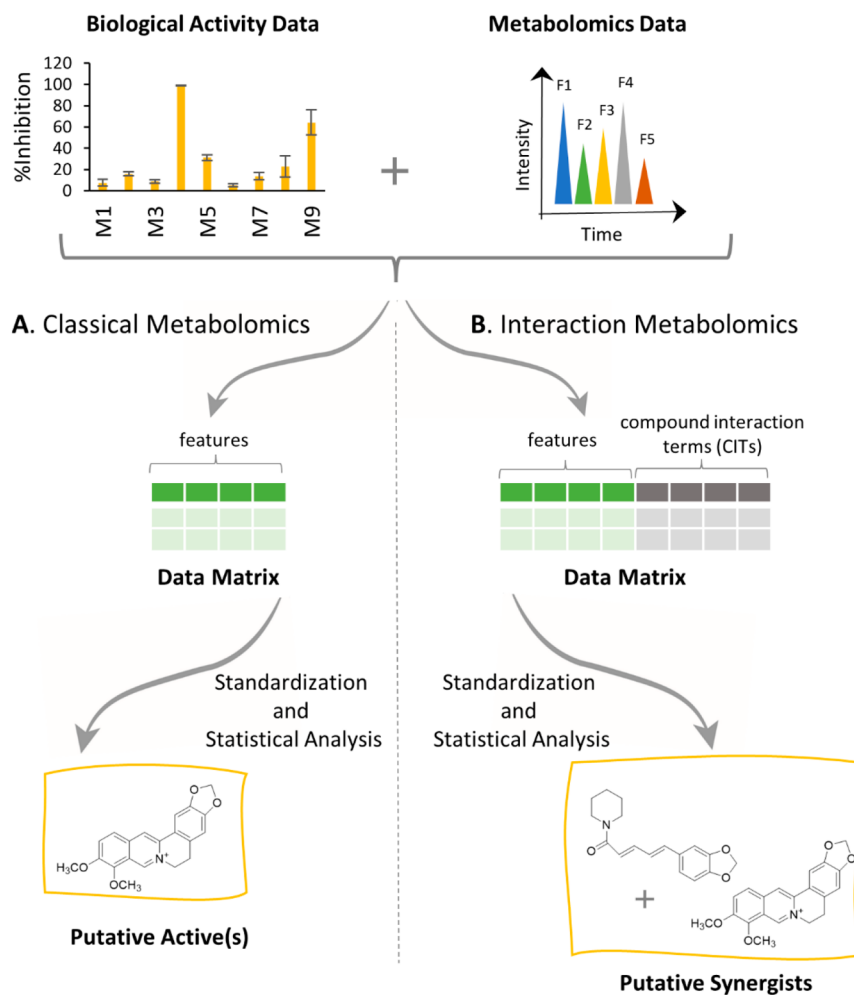 Biological Activity Data
Metabolomics Data
120
100
80
60
40
20
0
%Inhibition
M1
M3
M5
M7
M9
+
Intensity
F1
F2
F3
F4
F5
Time
A. Classical Metabolomics
B. Interaction Metabolomics
features
features
compound interaction
terms (CITs)
Data Matrix
Data Matrix
Standardization
and
Statistical Analysis
Standardization
and
Statistical Analysis
O
O
N+
H₃CO
OCH₃
Putative Active(s)
N
O
O
O
+
O
O
N+
H₃CO
OCH₃
Putative Synergists